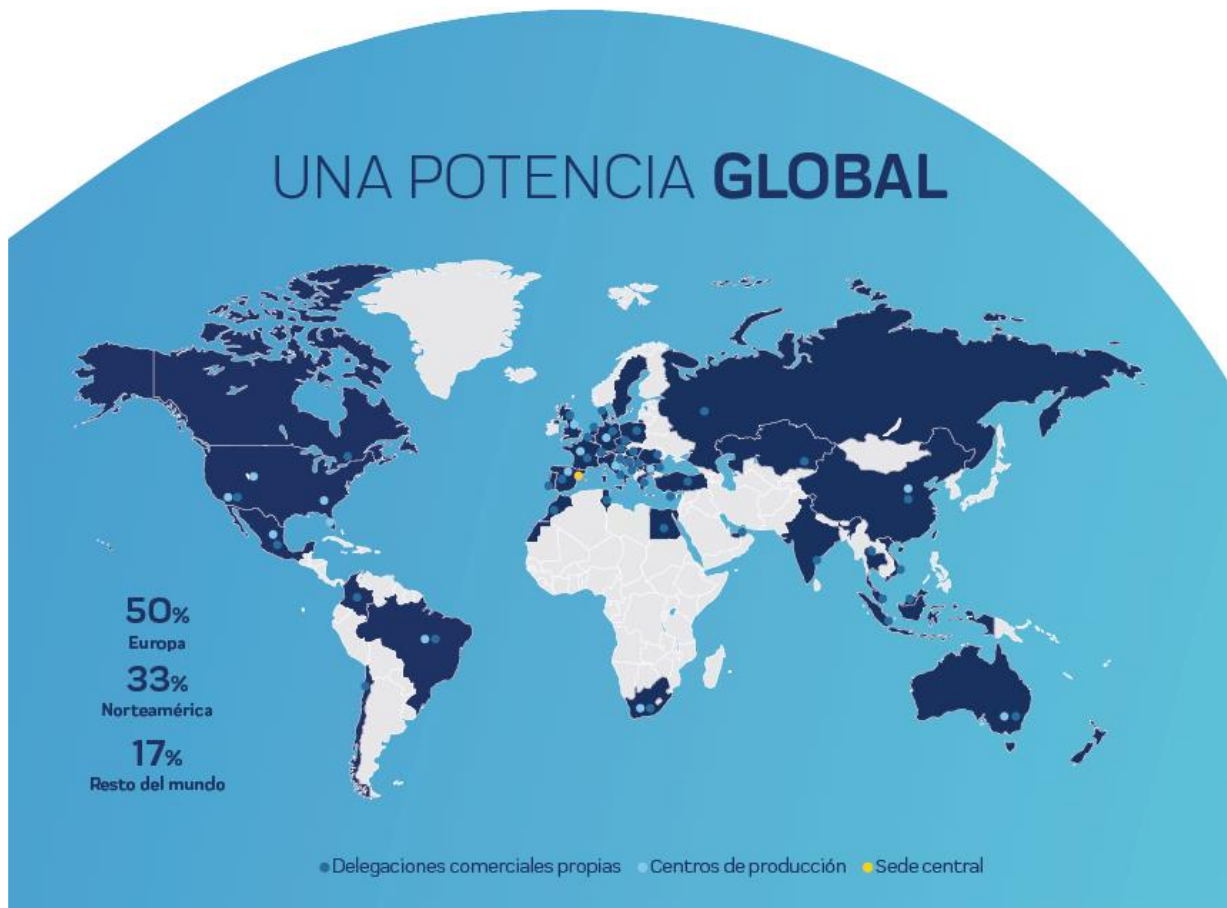 UNA POTENCIA GLOBAL
50%
Europa
33%
Norteamérica
17%
Resto del mundo
Delegaciones comerciales propias Centros de producción Sede central